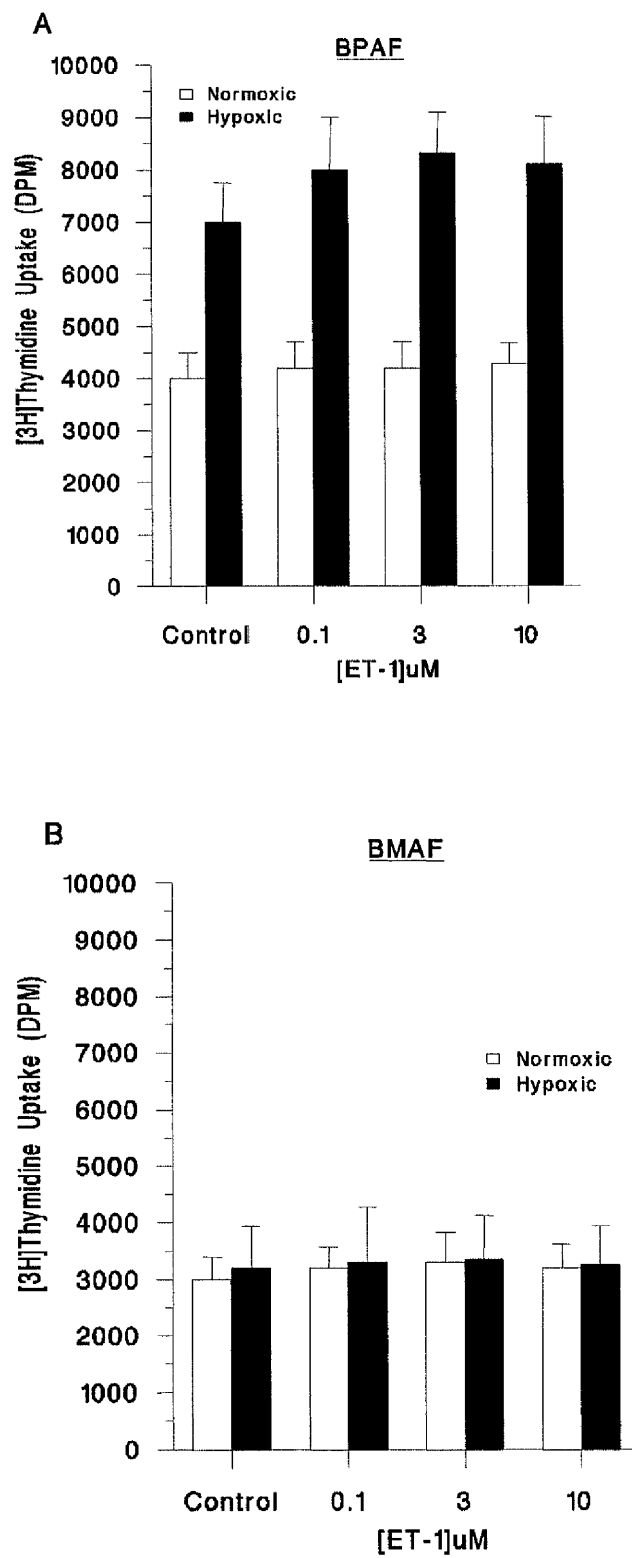 A
BPAF
Normoxic
Hypoxic
[3H]Thymidine Uptake (DPM)
10000
9000
8000
7000
6000
5000
4000
3000
2000
1000
0
Control 0.1 3 10
[ET-1]uM
B
BMAF
Normoxic
Hypoxic
[3H]Thymidine Uptake (DPM)
10000
9000
8000
7000
6000
5000
4000
3000
2000
1000
0
Control 0.1 3 10
[ET-1]uM